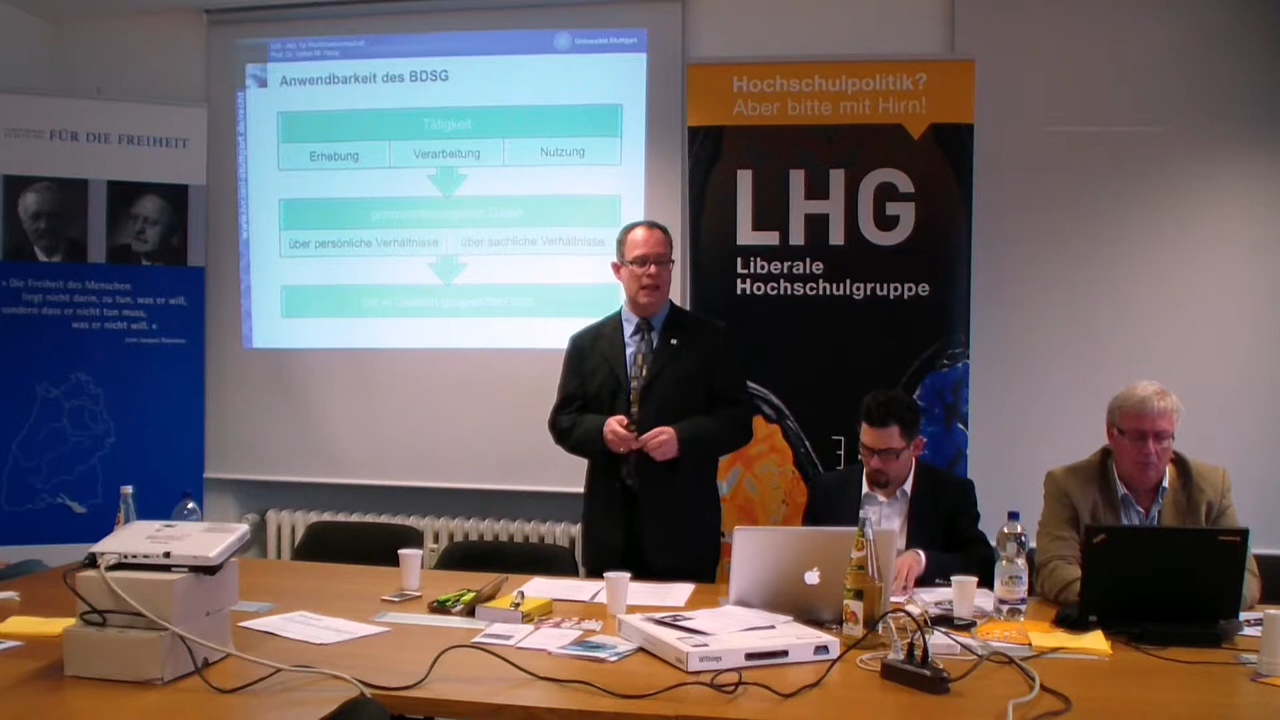 FÜR DIE FREIHEIT
« Die Freiheit des Menschen
liegt nicht darin, zu tun, was er will,
sondern dass er nicht tun muss,
was er nicht will. «
Universität Stuttgart
Anwendbarkeit des BDSG
Tätigkeit
Erhebung
Verarbeitung
Nutzung
über persönliche Verhältnisse
über sachliche Verhältnisse
Hochschulpolitik?
Aber bitte mit Hirn!
LHG
Liberale
Hochschulgruppe
Withings